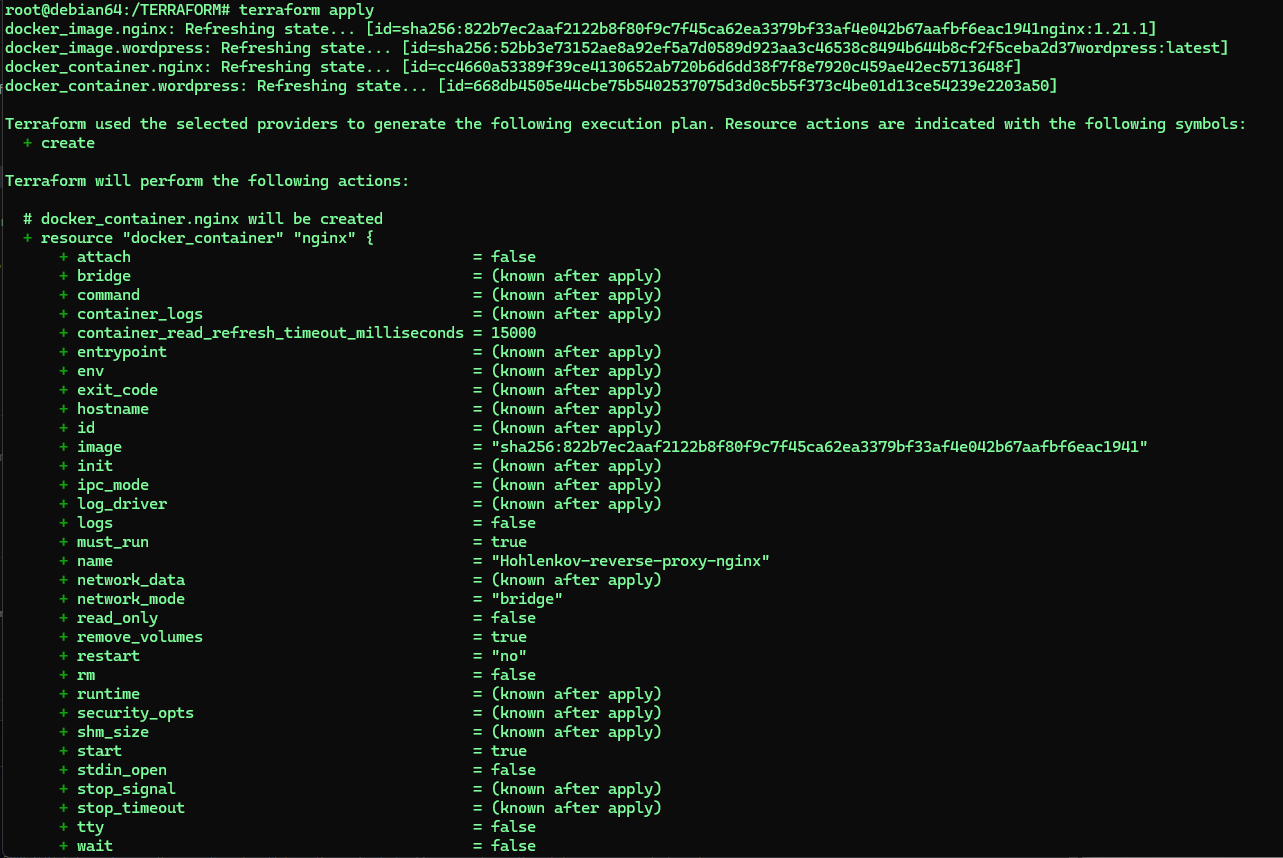 root@debian64:/TERRAFORM# terraform apply
docker_image.nginx: Refreshing state... [id=sha256:822b7ec2aaf2122b8f80f9c7f45ca62ea3379bf33af4e042b67aafbf6eac1941nginx:1.21.1]
docker_image.wordpress: Refreshing state... [id=sha256:52bb3e73152ae8a92ef5a7d0589d923aa3c46538c8494b644b8cf2f5ceba2d37wordpress:latest]
docker_container.nginx: Refreshing state... [id=cc4660a53389f39ce4130652ab720b6d6dd38f7f8e7920c459ae42ec5713648f]
docker_container.wordpress: Refreshing state... [id=668db4505e44cbe75b5402537075d3d0c5b5f373c4be01d13ce54239e2203a50]

Terraform used the selected providers to generate the following execution plan. Resource actions are indicated with the following symbols:
  + create

Terraform will perform the following actions:

  # docker_container.nginx will be created
  + resource "docker_container" "nginx" {
      + attach                                      = false
      + bridge                                      = (known after apply)
      + command                                     = (known after apply)
      + container_logs                              = (known after apply)
      + container_read_refresh_timeout_milliseconds = 15000
      + entrypoint                                  = (known after apply)
      + env                                         = (known after apply)
      + exit_code                                   = (known after apply)
      + hostname                                    = (known after apply)
      + id                                          = (known after apply)
      + image                                       = "sha256:822b7ec2aaf2122b8f80f9c7f45ca62ea3379bf33af4e042b67aafbf6eac1941"
      + init                                        = (known after apply)
      + ipc_mode                                    = (known after apply)
      + log_driver                                  = (known after apply)
      + logs                                        = false
      + must_run                                    = true
      + name                                        = "Hohlenkov-reverse-proxy-nginx"
      + network_data                                = (known after apply)
      + network_mode                                = "bridge"
      + read_only                                   = false
      + remove_volumes                              = true
      + restart                                     = "no"
      + rm                                          = false
      + runtime                                     = (known after apply)
      + security_opts                               = (known after apply)
      + shm_size                                    = (known after apply)
      + start                                       = true
      + stdin_open                                  = false
      + stop_signal                                 = (known after apply)
      + stop_timeout                                = (known after apply)
      + tty                                         = false
      + wait                                        = false